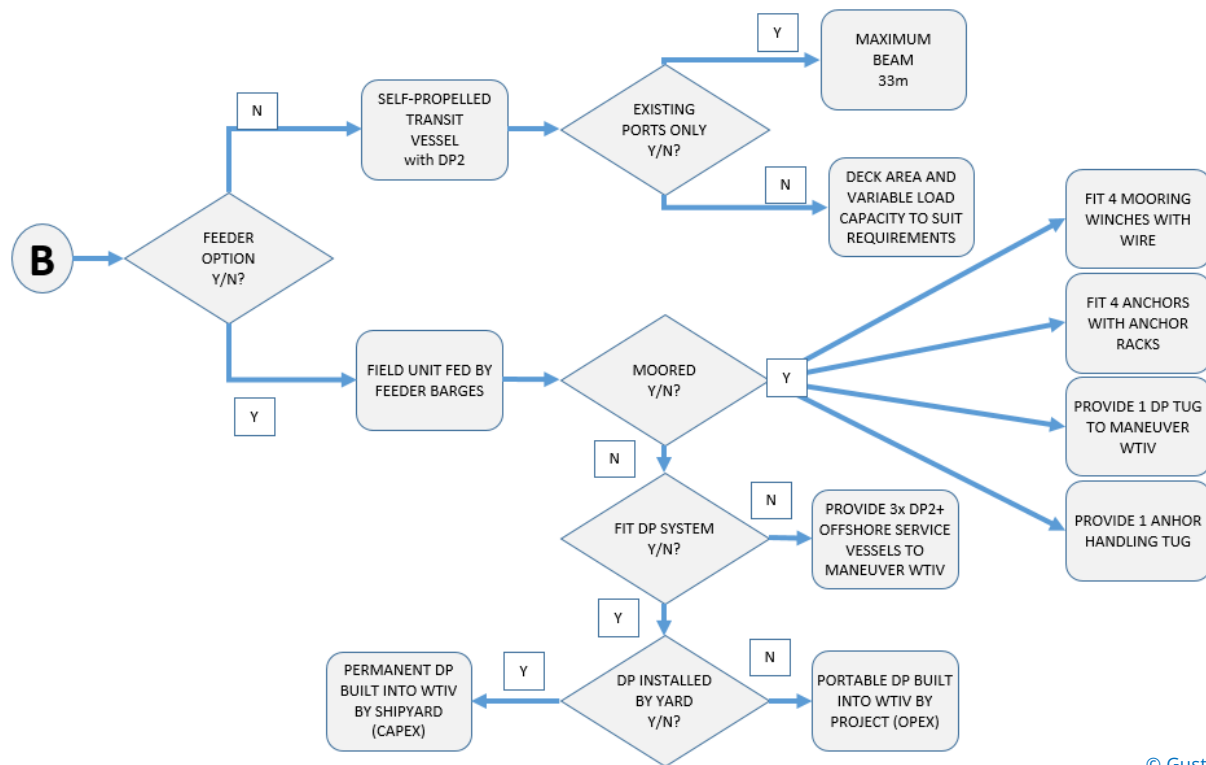 Y
MAXIMUM
BEAM
33m
N
SELF-PROPELLED
TRANSIT
VESSEL
with DP2
EXISTING
PORTS ONLY
Y/N?
N
DECK AREA AND
VARIABLE LOAD
CAPACITY TO SUIT
REQUIREMENTS
B
FEEDER
OPTION
Y/N?
FIT 4 MOORING
WINCHES WITH
WIRE
FIT 4 ANCHORS
WITH ANCHOR
RACKS
Y
FIELD UNIT FED BY
FEEDER BARGES
MOORED
Y/N?
Y
PROVIDE 1 DP TUG
TO MANEUVER
WTIV
PROVIDE 1 ANHOR
HANDLING TUG
N
FIT DP SYSTEM
Y/N?
N
PROVIDE 3x DP2+
OFFSHORE SERVICE
VESSELS TO
MANEUVER WTIV
Y
DP INSTALLED
BY YARD
Y/N?
Y
PERMANENT DP
BUILT INTO WTIV
BY SHIPYARD
(CAPEX)
N
PORTABLE DP BUILT
INTO WTIV BY
PROJECT (OPEX)
© Gust